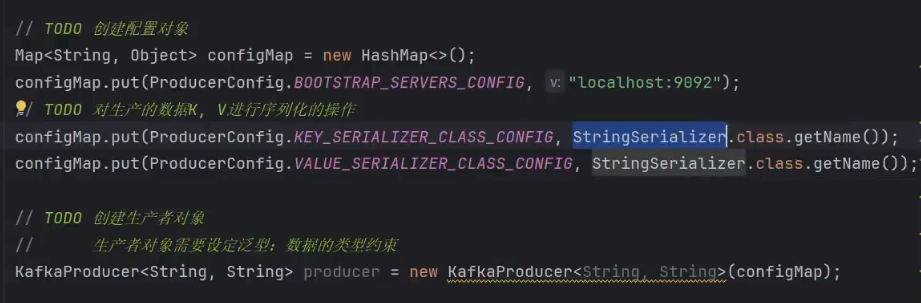 // TODO 创建配置对象
Map<String, Object> configMap = new HashMap<>();
configMap.put(ProducerConfig.BOOTSTRAP_SERVERS_CONFIG, v: "localhost:9092");
// TODO 对生产的数据K, V进行序列化的操作
configMap.put(ProducerConfig.KEY_SERIALIZER_CLASS_CONFIG, StringSerializer.class.getName());
configMap.put(ProducerConfig.VALUE_SERIALIZER_CLASS_CONFIG, StringSerializer.class.getName());
// TODO 创建生产者对象
// 生产者对象需要设定泛型：数据的类型约束
KafkaProducer<String, String> producer = new KafkaProducer<String, String>(configMap);